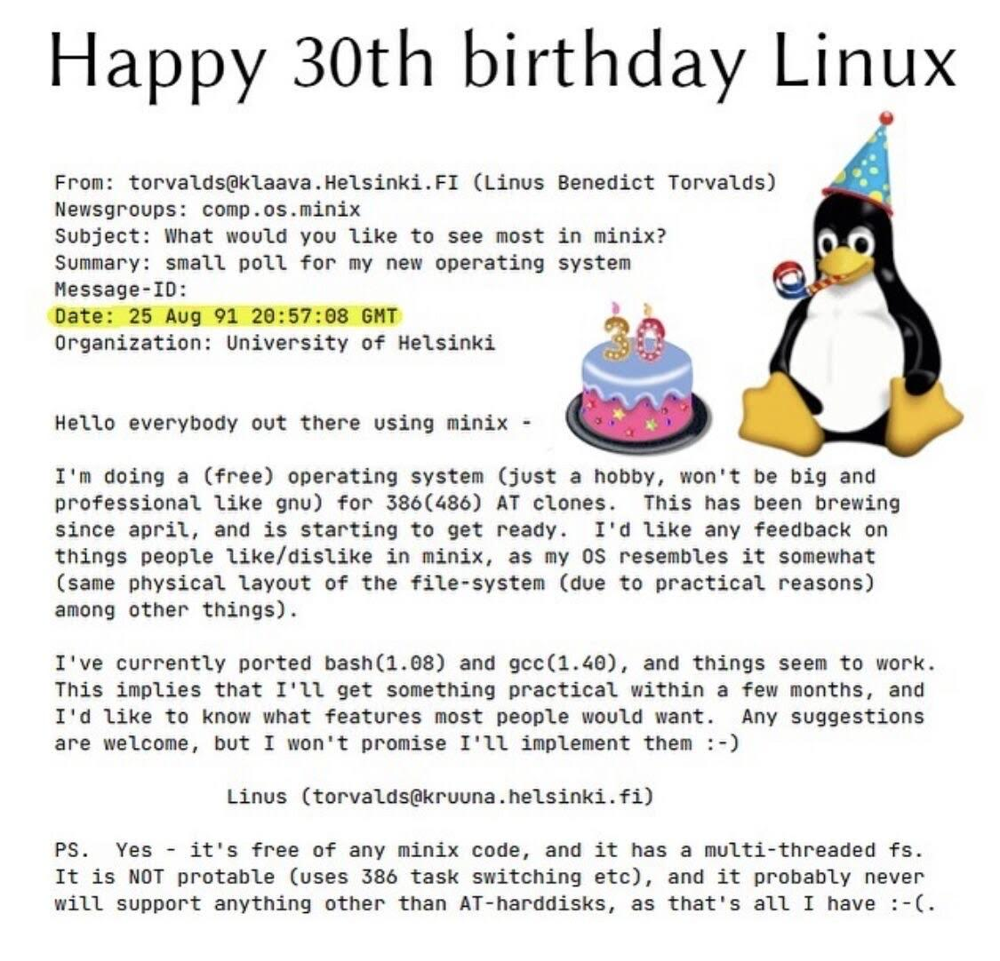 Happy 30th birthday Linux
From: torvalds@klaava.Helsinki.FI (Linus Benedict Torvalds)
Newsgroups: comp.os.minix
Subject: What would you like to see most in minix?
Summary: small poll for my new operating system
Message-ID:
Date: 25 Aug 91 20:57:08 GMT
Organization: University of Helsinki
30
Hello everybody out there using minix -
I'm doing a (free) operating system (just a hobby, won't be big and
professional like gnu) for 386(486) AT clones.  This has been brewing
since april, and is starting to get ready.  I'd like any feedback on
things people like/dislike in minix, as my OS resembles it somewhat
(same physical layout of the file-system (due to practical reasons)
among other things).
I've currently ported bash(1.08) and gcc(1.40), and things seem to work.
This implies that I'll get something practical within a few months, and
I'd like to know what features most people would want.  Any suggestions
are welcome, but I won't promise I'll implement them :-)
Linus (torvalds@kruuna.helsinki.fi)
PS.  Yes - it's free of any minix code, and it has a multi-threaded fs.
It is NOT protable (uses 386 task switching etc), and it probably never
will support anything other than AT-harddisks, as that's all I have :-(.